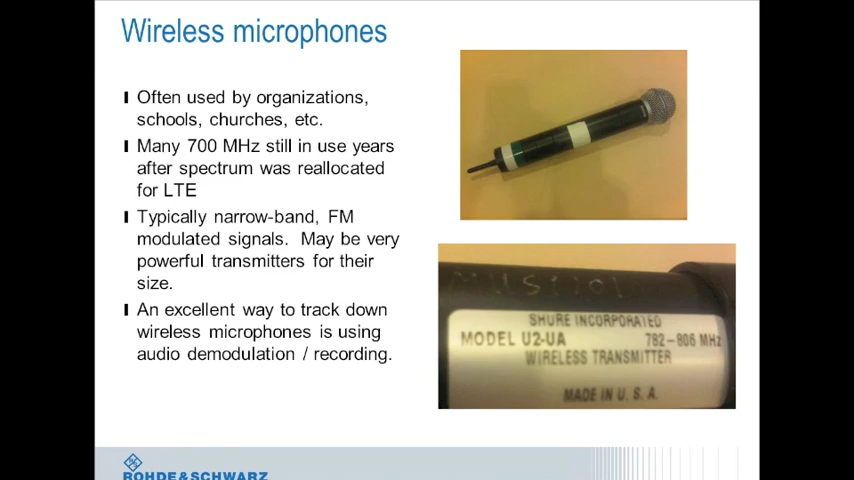 Wireless microphones
Often used by organizations,
schools, churches, etc.
Many 700 MHz still in use years
after spectrum was reallocated
for LTE
Typically narrow-band, FM
modulated signals.  May be very
powerful transmitters for their
size.
An excellent way to track down
wireless microphones is using
audio demodulation / recording.
SHURE INCORPORATED
MODEL U2-UA 782-806 MHz
WIRELESS TRANSMITTER
MADE IN U. S. A.
ROHDE&SCHWARZ